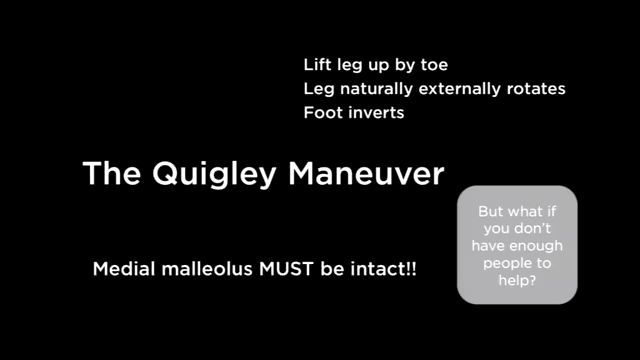 Lift leg up by toe
Leg naturally externally rotates
Foot inverts
The Quigley Maneuver
But what if
you don't
have enough
people to
help?
Medial malleolus MUST be intact!!